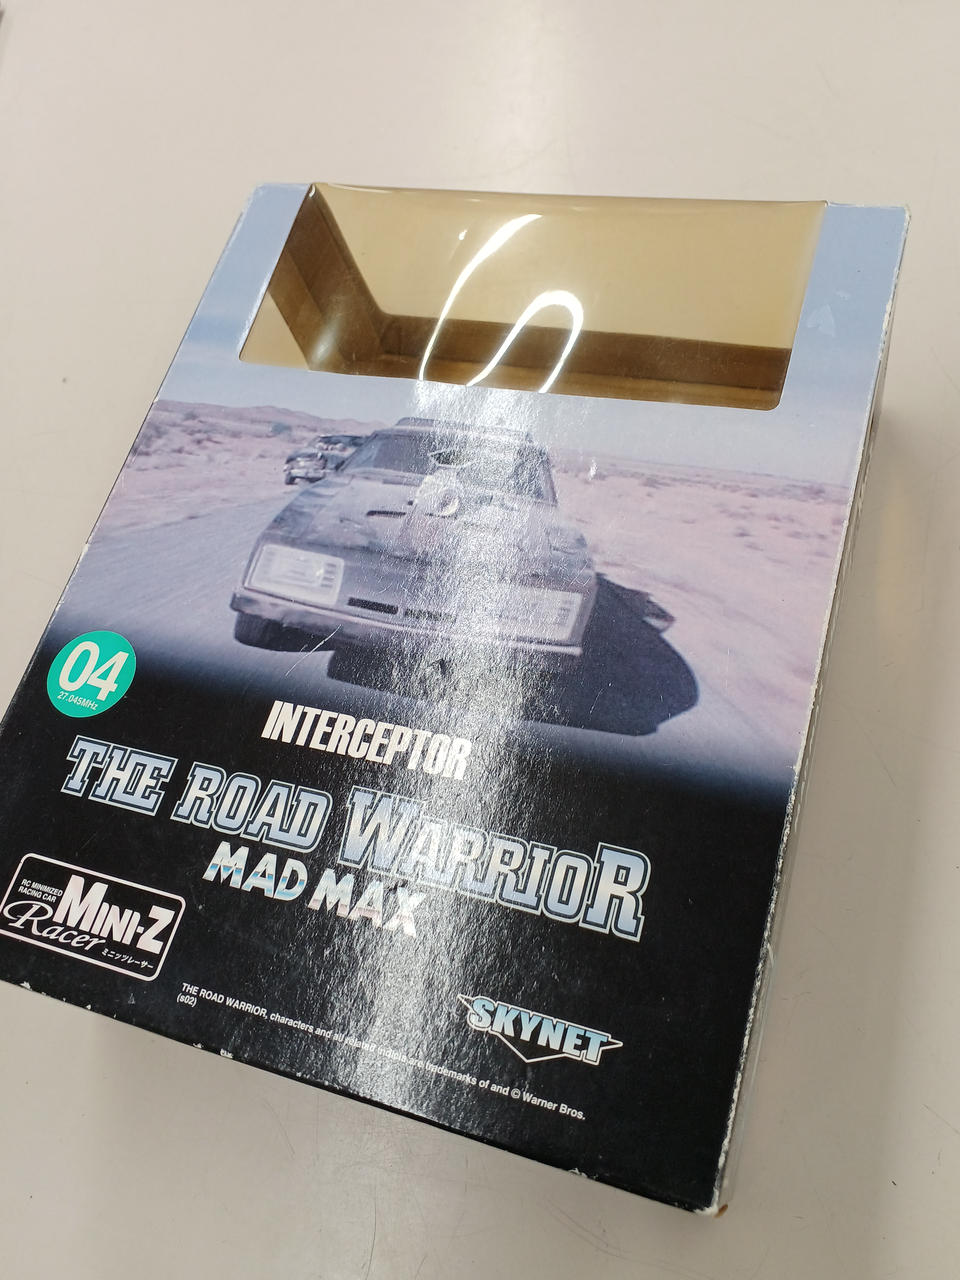 04
27.045MHz
INTERCEPTOR
THE ROAD WARRIOR
MAD MAX
RC MINIMIZED
RACING CAR
MINI-Z
Racer
ミニッツレーサー
SKYNET
THE ROAD WARRIOR, characters and all related indicia are trademarks of and © Warner Bros.
(s02)